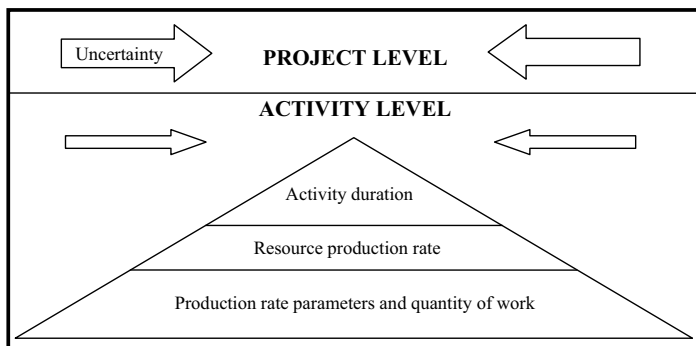 Uncertainty
PROJECT LEVEL
ACTIVITY LEVEL
Activity duration
Resource production rate
Production rate parameters and quantity of work